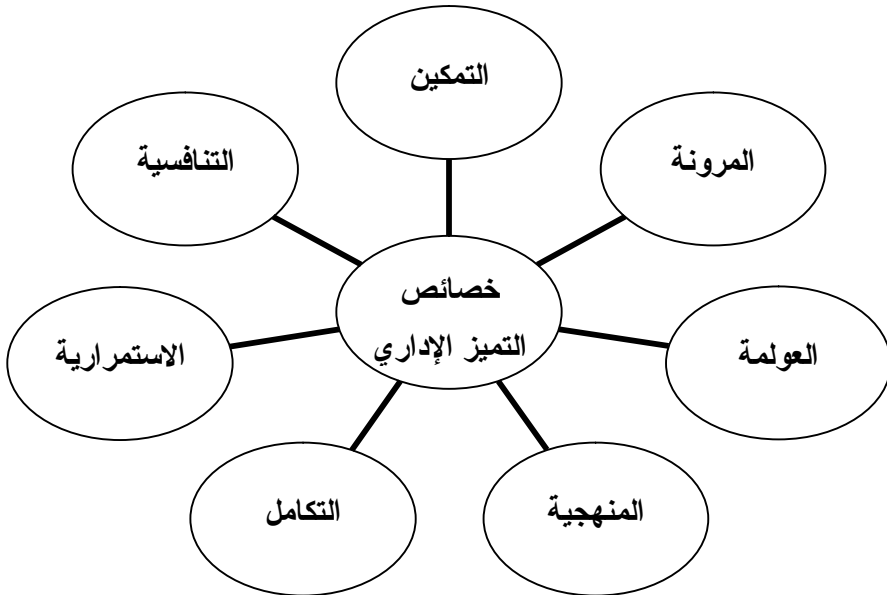 التمكين
المرونة
التنافسية
خصائص
التميز الإداري
العولمة
الاستمرارية
المنهجية
التكامل